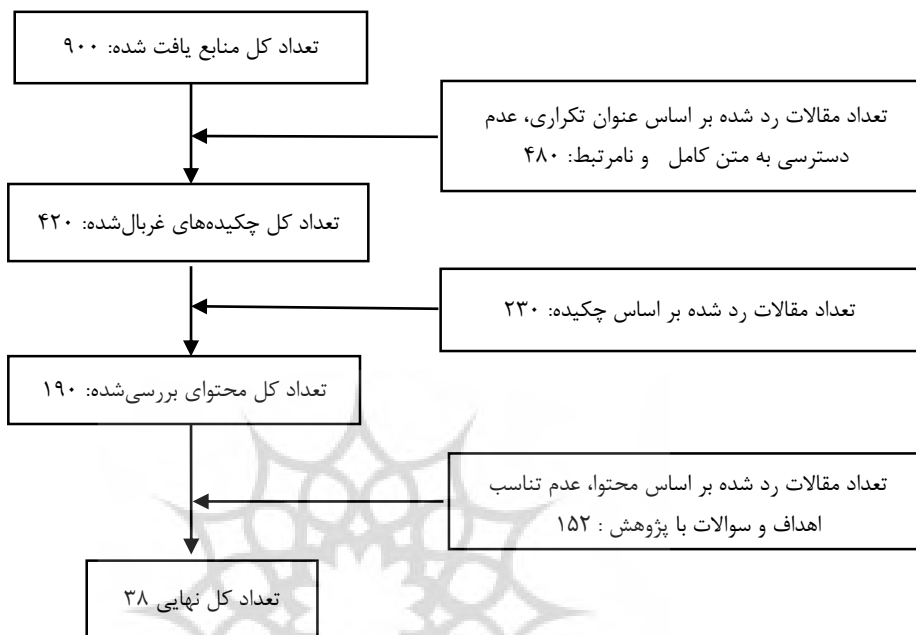 تعداد کل منابع یافت شده: ۹۰۰
تعداد مقالات رد شده بر اساس عنوان تکراری، عدم
دسترسی به متن کامل و نامرتبط: ۴۸۰
تعداد کل چکیده‌های غربال‌شده: ۴۲۰
تعداد مقالات رد شده بر اساس چکیده: ۲۳۰
تعداد کل محتوای بررسی‌شده: ۱۹۰
تعداد مقالات رد شده بر اساس محتوا، عدم تناسب
اهداف و سوالات با پژوهش : ۱۵۲
تعداد کل نهایی ۳۸